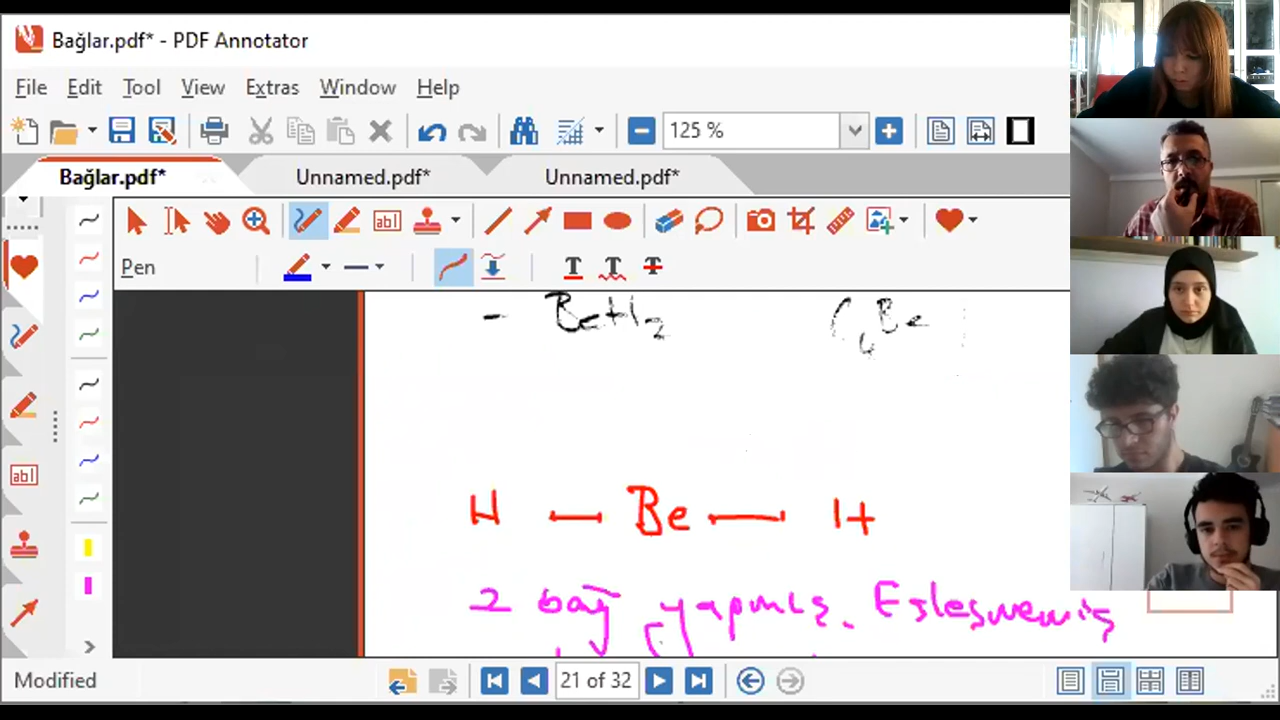 Bağlar.pdf* - PDF Annotator
File Edit Tool View Extras Window Help
125 %
Bağlar.pdf* Unnamed.pdf* Unnamed.pdf*
Pen
- BeH2
H — Be — H
2 bağ yapmış. Eşleşmemiş
Modified 21 of 32